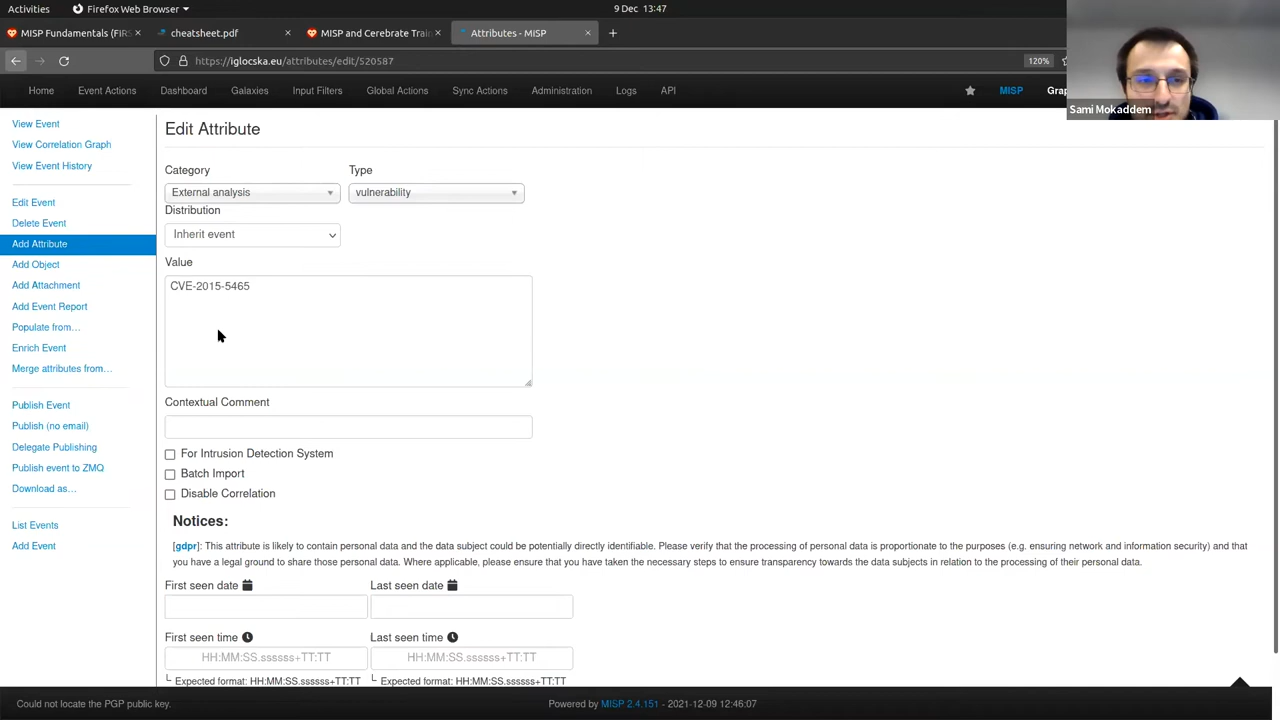 Activities
Firefox Web Browser
9 Dec 13:47
MISP Fundamentals (FIRS
cheatsheet.pdf
MISP and Cerebrate Train
Attributes - MISP
https://iglocska.eu/attributes/edit/520587
120%
Home
Event Actions
Dashboard
Galaxies
Input Filters
Global Actions
Sync Actions
Administration
Logs
API
MISP
Sami Mokaddem
View Event
View Correlation Graph
View Event History
Edit Event
Delete Event
Add Attribute
Add Object
Add Attachment
Add Event Report
Populate from…
Enrich Event
Merge attributes from…
Publish Event
Publish (no email)
Delegate Publishing
Publish event to ZMQ
Download as…
List Events
Add Event
Edit Attribute
Category
Type
External analysis
vulnerability
Distribution
Inherit event
Value
CVE-2015-5465
Contextual Comment
For Intrusion Detection System
Batch Import
Disable Correlation
Notices:
[gdpr]: This attribute is likely to contain personal data and the data subject could be potentially directly identifiable. Please verify that the processing of personal data is proportionate to the purposes (e.g. ensuring network and information security) and that
you have a legal ground to share those personal data. Where applicable, please ensure that you have taken the necessary steps to ensure transparency towards the data subjects in relation to the processing of their personal data.
First seen date
Last seen date
First seen time
Last seen time
HH:MM:SS.ssssss+TT:TT
HH:MM:SS.ssssss+TT:TT
Expected format: HH:MM:SS.ssssss+TT:TT
Expected format: HH:MM:SS.ssssss+TT:TT
Could not locate the PGP public key.
Powered by MISP 2.4.151 - 2021-12-09 12:46:07